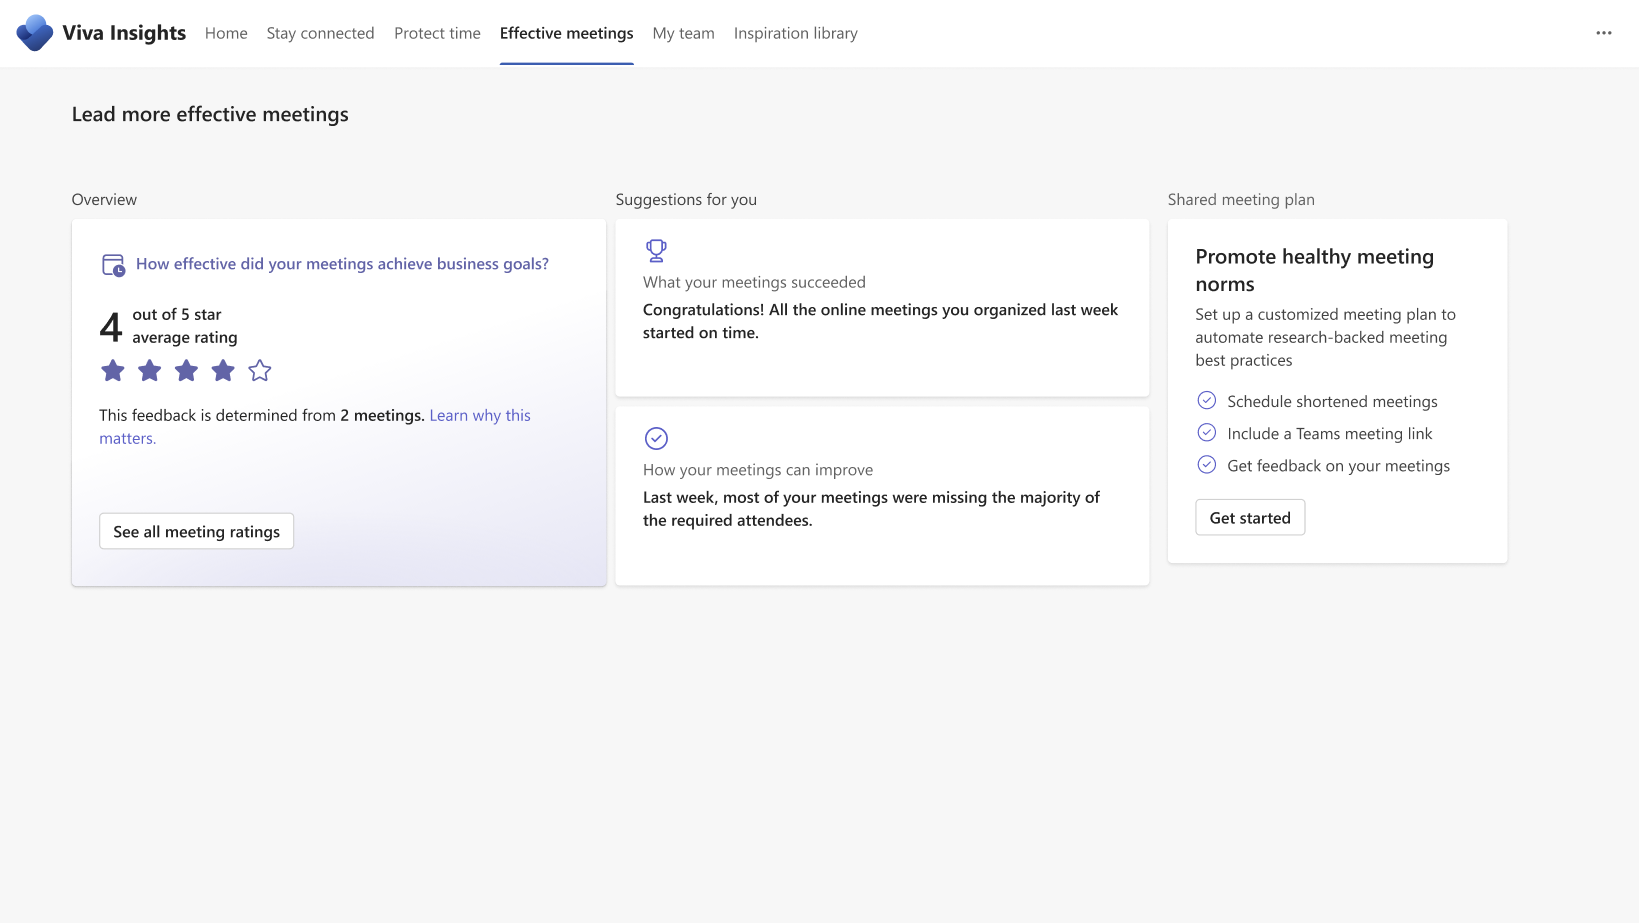 Viva Insights
Home
Stay connected
Protect time
Effective meetings
My team
Inspiration library
Lead more effective meetings
Overview
How effective did your meetings achieve business goals?
4
out of 5 star
average rating
This feedback is determined from 2 meetings. Learn why this
matters.
See all meeting ratings
Suggestions for you
What your meetings succeeded
Congratulations! All the online meetings you organized last week
started on time.
How your meetings can improve
Last week, most of your meetings were missing the majority of
the required attendees.
Shared meeting plan
Promote healthy meeting
norms
Set up a customized meeting plan to
automate research-backed meeting
best practices
Schedule shortened meetings
Include a Teams meeting link
Get feedback on your meetings
Get started